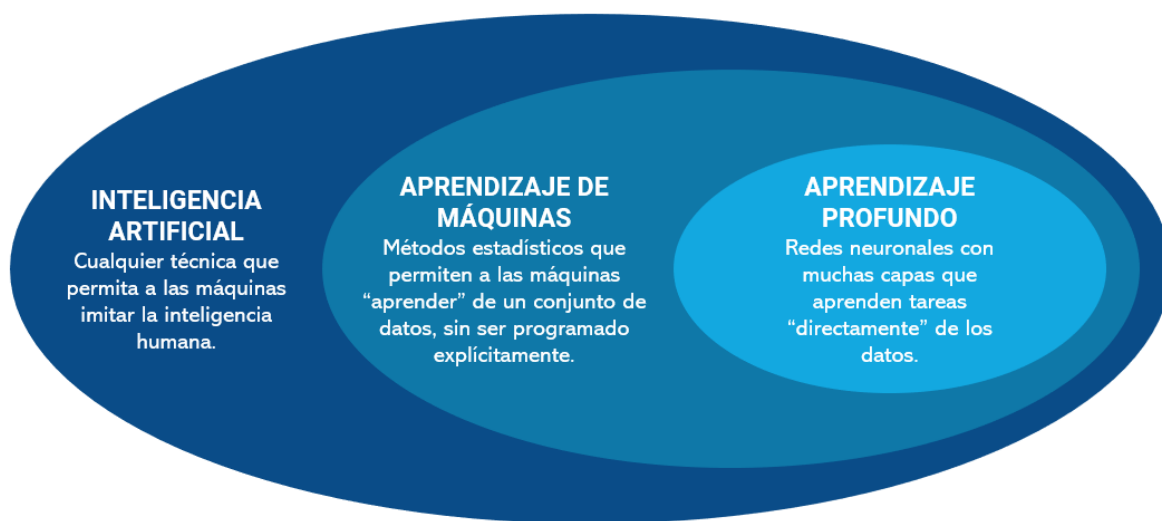 INTELIGENCIA
ARTIFICIAL
Cualquier técnica que
permita a las máquinas
imitar la inteligencia
humana.
APRENDIZAJE DE
MÁQUINAS
Métodos estadísticos que
permiten a las máquinas
“aprender” de un conjunto de
datos, sin ser programado
explícitamente.
APRENDIZAJE
PROFUNDO
Redes neuronales con
muchas capas que
aprenden tareas
“directamente” de los
datos.